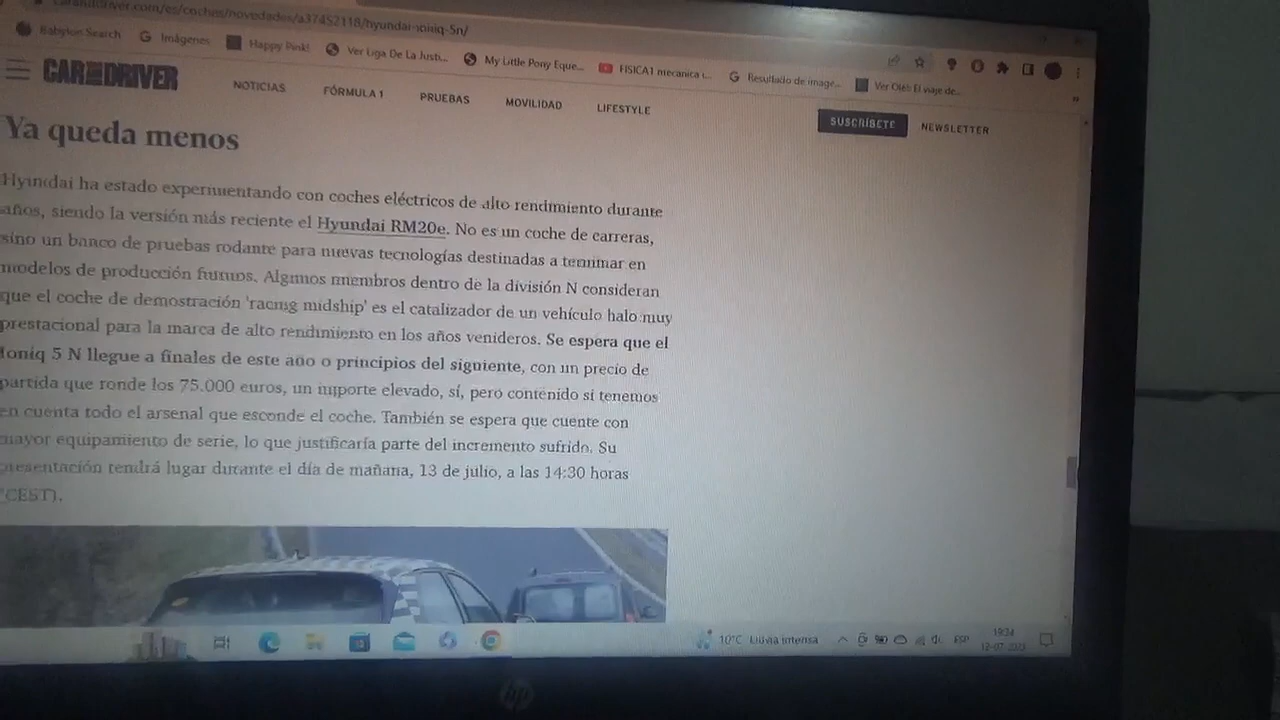 caranddriver.com/es/coches/novedades/a37452118/hyundai-ioniq-5n/
Babylon Search Imágenes Happy Pink! Ver Liga De La Justi... My Little Pony Eque... FISICA1 mecanica i... Resultado de image... Ver Olé! El viaje de...
CAR AND DRIVER NOTICIAS FÓRMULA 1 PRUEBAS MOVILIDAD LIFESTYLE SUSCRÍBETE NEWSLETTER
Ya queda menos
Hyundai ha estado experimentando con coches eléctricos de alto rendimiento durante
años, siendo la versión más reciente el Hyundai RM20e. No es un coche de carreras,
sino un banco de pruebas rodante para nuevas tecnologías destinadas a terminar en
modelos de producción futuros. Algunos miembros dentro de la división N consideran
que el coche de demostración 'racing midship' es el catalizador de un vehículo halo muy
prestacional para la marca de alto rendimiento en los años venideros. Se espera que el
Ioniq 5 N llegue a finales de este año o principios del siguiente, con un precio de
partida que ronde los 75.000 euros, un importe elevado, sí, pero contenido si tenemos
en cuenta todo el arsenal que esconde el coche. También se espera que cuente con
mayor equipamiento de serie, lo que justificaría parte del incremento sufrido. Su
presentación tendrá lugar durante el día de mañana, 13 de julio, a las 14:30 horas
(CEST).
10°C Lluvia intensa ESP 19:24
12-07-2023
hp